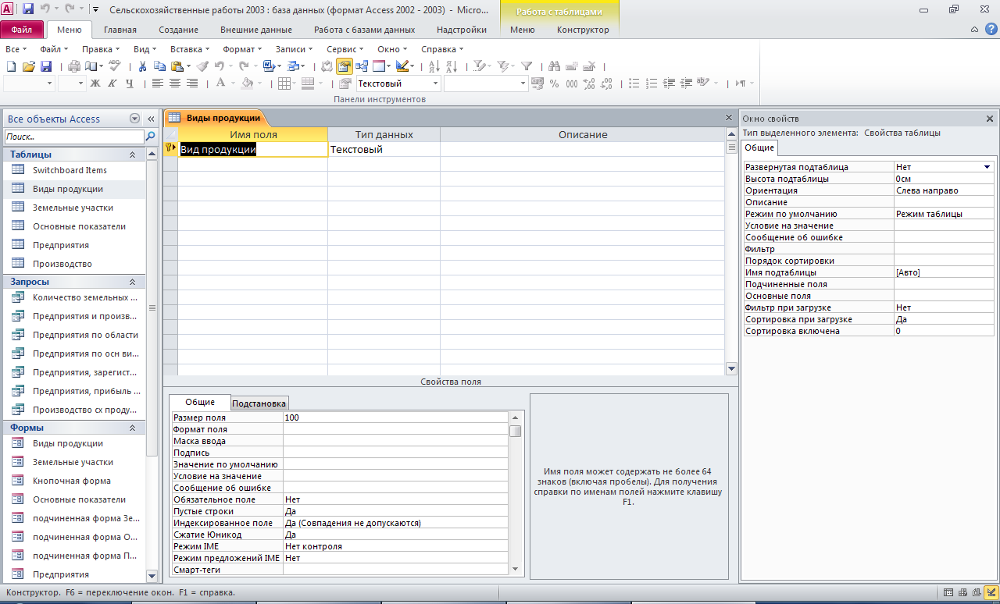 Сельскохозяйственные работы 2003 : база данных (формат Access 2002 - 2003) - Micro...
Работа с таблицами
Файл Меню Главная Создание Внешние данные Работа с базами данных Надстройки Меню Конструктор
Все Файл Правка Вид Вставка Формат Записи Сервис Окно Справка
Ж К Ч Текстовый % 000
Панели инструментов
Все объекты Access
Поиск...
Таблицы
Switchboard Items
Виды продукции
Земельные участки
Основные показатели
Предприятия
Производство
Запросы
Количество земельных ...
Предприятия и произв...
Предприятия по области
Предприятия по осн ви...
Предприятия, зарегист...
Предприятия, прибыль ...
Производство сх проду...
Формы
Виды продукции
Земельные участки
Кнопочная форма
Основные показатели
подчиненная форма Зе...
подчиненная форма О...
подчиненная форма П...
Предприятия
Виды продукции
Имя поля Тип данных Описание
Вид продукции Текстовый
Свойства поля
Общие Подстановка
Размер поля 100
Формат поля
Маска ввода
Подпись
Значение по умолчанию
Условие на значение
Сообщение об ошибке
Обязательное поле Нет
Пустые строки Да
Индексированное поле Да (Совпадения не допускаются)
Сжатие Юникод Да
Режим IME Нет контроля
Режим предложений IME Нет
Смарт-теги
Имя поля может содержать не более 64
знаков (включая пробелы). Для получения
справки по именам полей нажмите клавишу
F1.
Окно свойств
Тип выделенного элемента: Свойства таблицы
Общие
Развернутая подтаблица Нет
Высота подтаблицы 0см
Ориентация Слева направо
Описание
Режим по умолчанию Режим таблицы
Условие на значение
Сообщение об ошибке
Фильтр
Порядок сортировки
Имя подтаблицы [Авто]
Подчиненные поля
Основные поля
Фильтр при загрузке Нет
Сортировка при загрузке Да
Сортировка включена 0
Конструктор. F6 = переключение окон. F1 = справка.